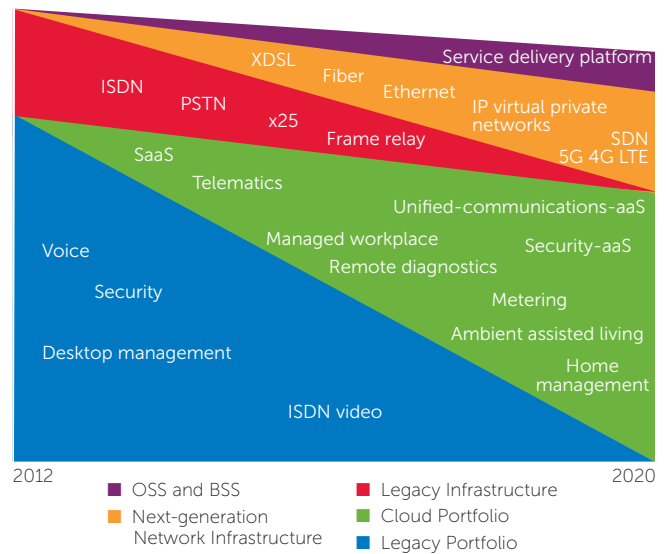 Service delivery platform
XDSL
Fiber
Ethernet
IP virtual private
networks
SDN
5G 4G LTE
ISDN
PSTN
x25
Frame relay
SaaS
Telematics
Unified-communications-aaS
Managed workplace
Security-aaS
Remote diagnostics
Metering
Ambient assisted living
Home
management
Voice
Security
Desktop management
ISDN video
2012
2020
OSS and BSS
Next-generation
Network Infrastructure
Legacy Infrastructure
Cloud Portfolio
Legacy Portfolio